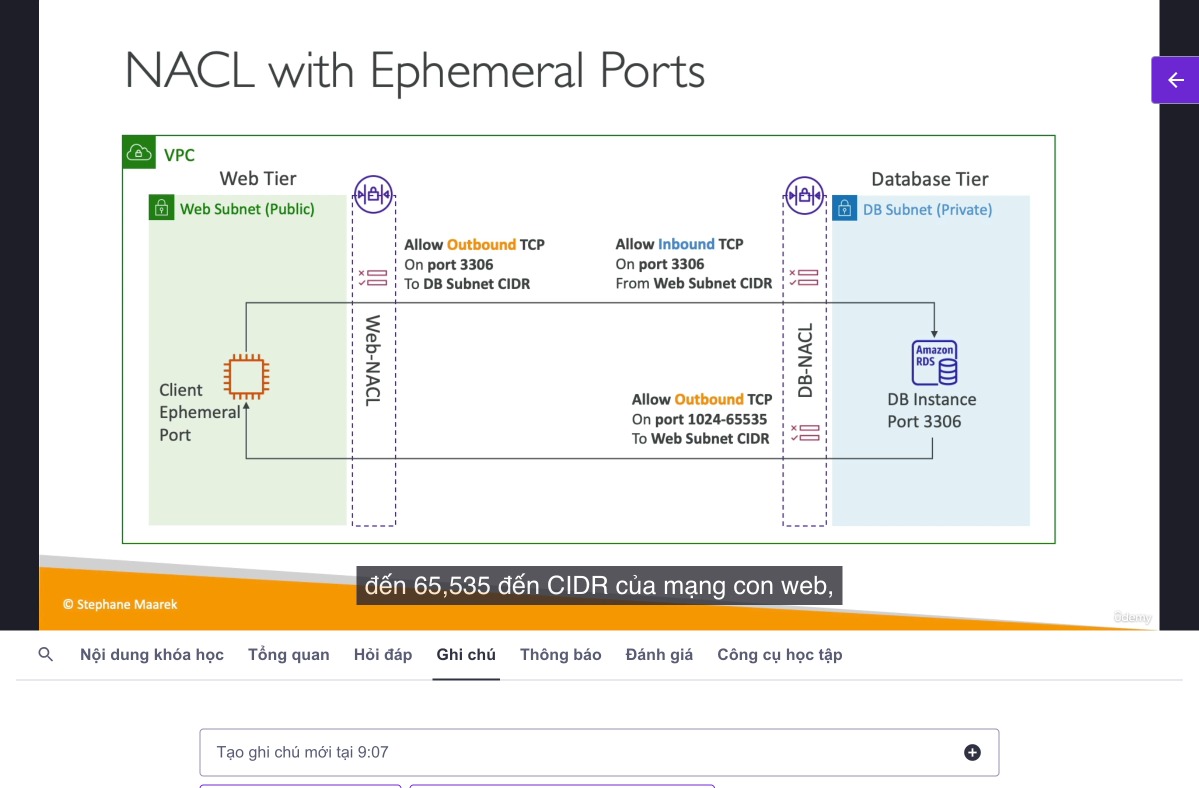 NACL with Ephemeral Ports
VPC
Web Tier
Database Tier
Web Subnet (Public)
DB Subnet (Private)
Allow Outbound TCP
On port 3306
To DB Subnet CIDR
Allow Inbound TCP
On port 3306
From Web Subnet CIDR
Web-NACL
DB-NACL
Client
Ephemeral
Port
Amazon
RDS
DB Instance
Port 3306
Allow Outbound TCP
On port 1024-65535
To Web Subnet CIDR
đến 65,535 đến CIDR của mạng con web,
© Stephane Maarek
ûdemy
Nội dung khóa học
Tổng quan
Hỏi đáp
Ghi chú
Thông báo
Đánh giá
Công cụ học tập
Tạo ghi chú mới tại 9:07